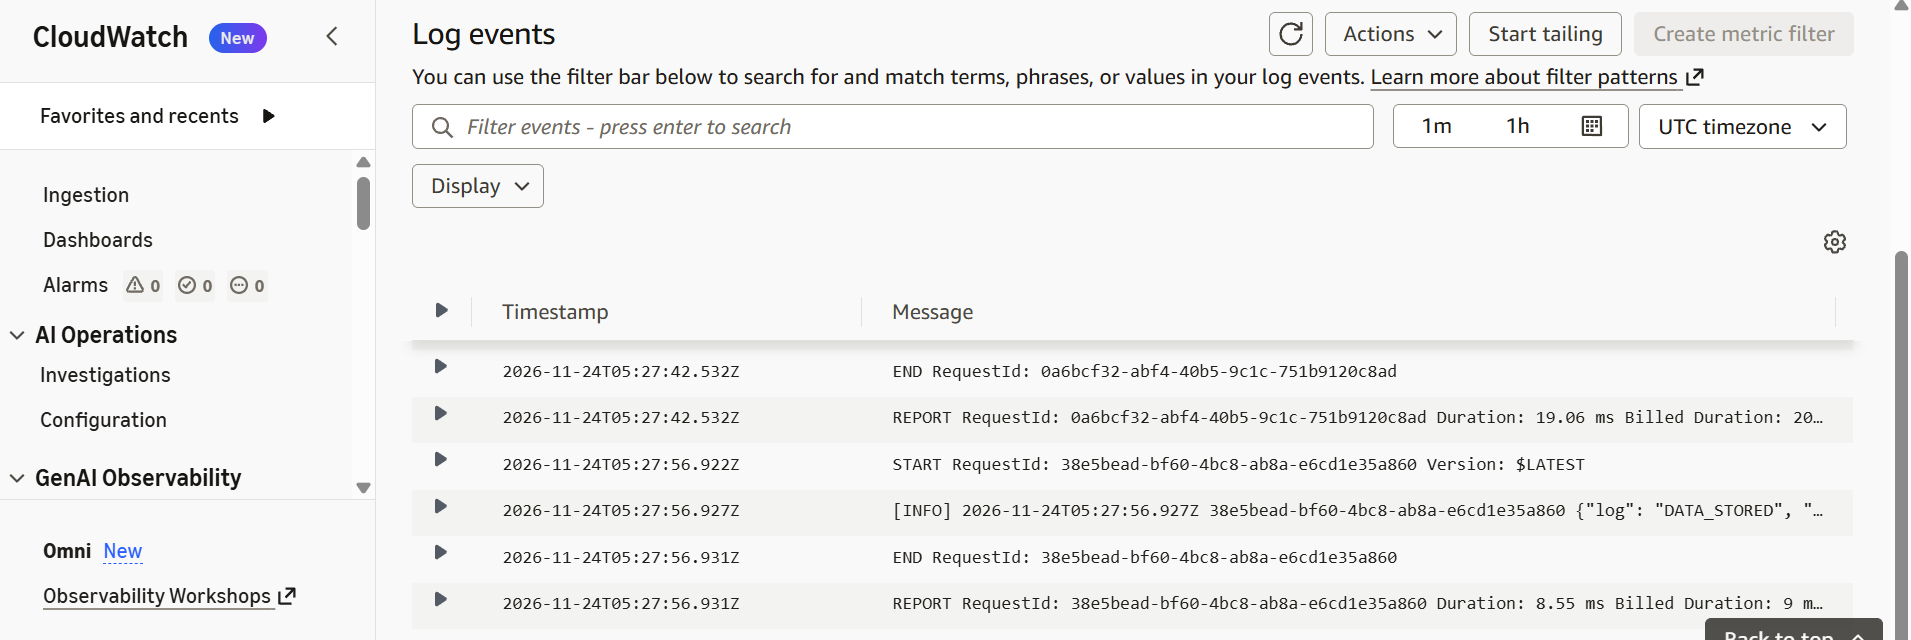 CloudWatch New
Favorites and recents
Ingestion
Dashboards
Alarms 0 0 0
AI Operations
Investigations
Configuration
GenAI Observability
Omni New
Observability Workshops
Log events
Actions
Start tailing
Create metric filter
You can use the filter bar below to search for and match terms, phrases, or values in your log events. Learn more about filter patterns
Filter events - press enter to search
1m 1h
UTC timezone
Display
Timestamp Message
2026-11-24T05:27:42.532Z END RequestId: 0a6bcf32-abf4-40b5-9c1c-751b9120c8ad
2026-11-24T05:27:42.532Z REPORT RequestId: 0a6bcf32-abf4-40b5-9c1c-751b9120c8ad Duration: 19.06 ms Billed Duration: 20…
2026-11-24T05:27:56.922Z START RequestId: 38e5bead-bf60-4bc8-ab8a-e6cd1e35a860 Version: $LATEST
2026-11-24T05:27:56.927Z [INFO] 2026-11-24T05:27:56.927Z 38e5bead-bf60-4bc8-ab8a-e6cd1e35a860 {"log": "DATA_STORED", "…
2026-11-24T05:27:56.931Z END RequestId: 38e5bead-bf60-4bc8-ab8a-e6cd1e35a860
2026-11-24T05:27:56.931Z REPORT RequestId: 38e5bead-bf60-4bc8-ab8a-e6cd1e35a860 Duration: 8.55 ms Billed Duration: 9 m…
Back to top